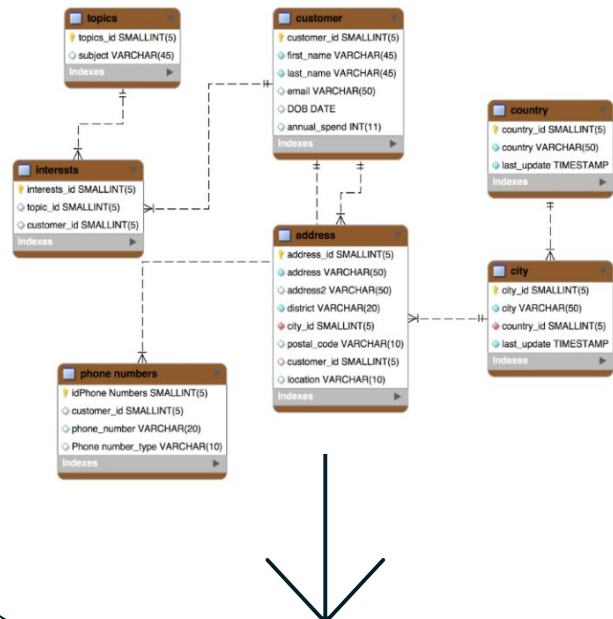 topics
topics_id SMALLINT(5)
subject VARCHAR(45)
Indexes
customer
customer_id SMALLINT(5)
first_name VARCHAR(45)
last_name VARCHAR(45)
email VARCHAR(50)
DOB DATE
annual_spend INT(11)
Indexes
country
country_id SMALLINT(5)
country VARCHAR(50)
last_update TIMESTAMP
Indexes
interests
interests_id SMALLINT(5)
topic_id SMALLINT(5)
customer_id SMALLINT(5)
Indexes
address
address_id SMALLINT(5)
address VARCHAR(50)
address2 VARCHAR(50)
district VARCHAR(20)
city_id SMALLINT(5)
postal_code VARCHAR(10)
customer_id SMALLINT(5)
location VARCHAR(10)
Indexes
city
city_id SMALLINT(5)
city VARCHAR(50)
country_id SMALLINT(5)
last_update TIMESTAMP
Indexes
phone numbers
idPhone Numbers SMALLINT(5)
customer_id SMALLINT(5)
phone_number VARCHAR(20)
Phone number_type VARCHAR(10)
Indexes